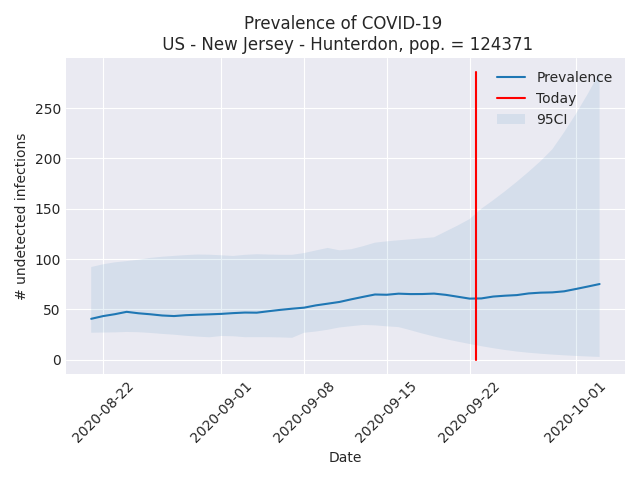 Prevalence of COVID-19
US - New Jersey - Hunterdon, pop. = 124371
Prevalence
Today
95CI
# undetected infections
250
200
150
100
50
0
2020-08-22
2020-09-01
2020-09-08
2020-09-15
2020-09-22
2020-10-01
Date